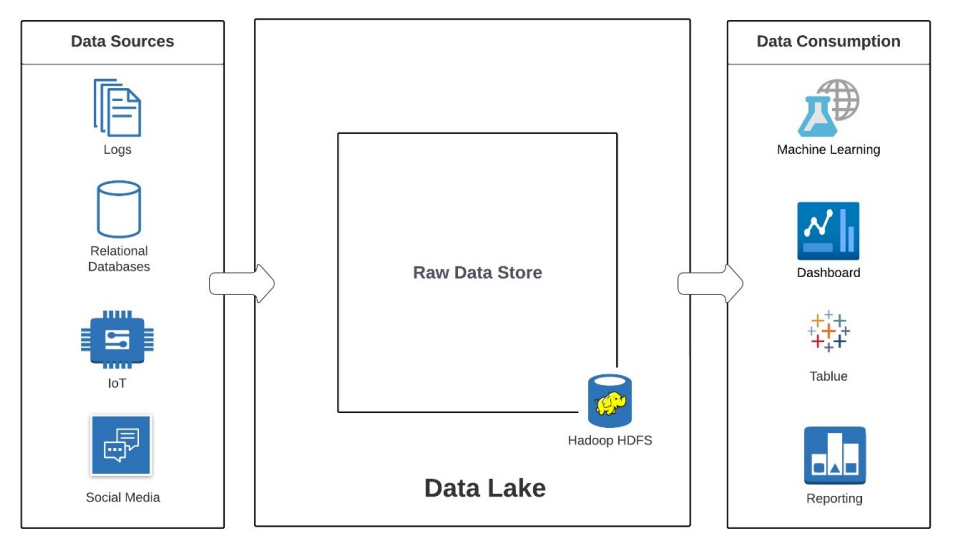 Data Sources
Logs
Relational
Databases
IoT
Social Media
Raw Data Store
Hadoop HDFS
Data Lake
Data Consumption
Machine Learning
Dashboard
Tablue
Reporting